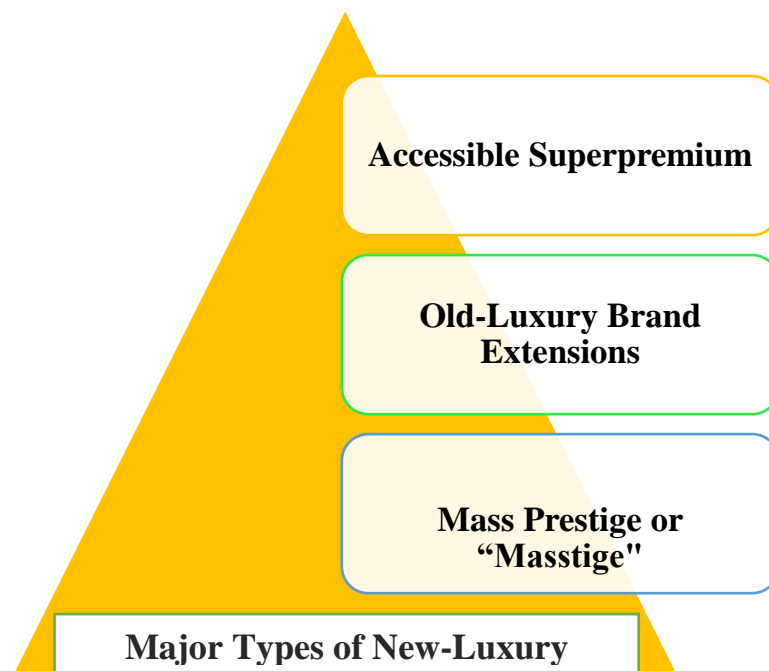 Accessible Superpremium
Old-Luxury Brand
Extensions
Mass Prestige or
“Masstige"
Major Types of New-Luxury